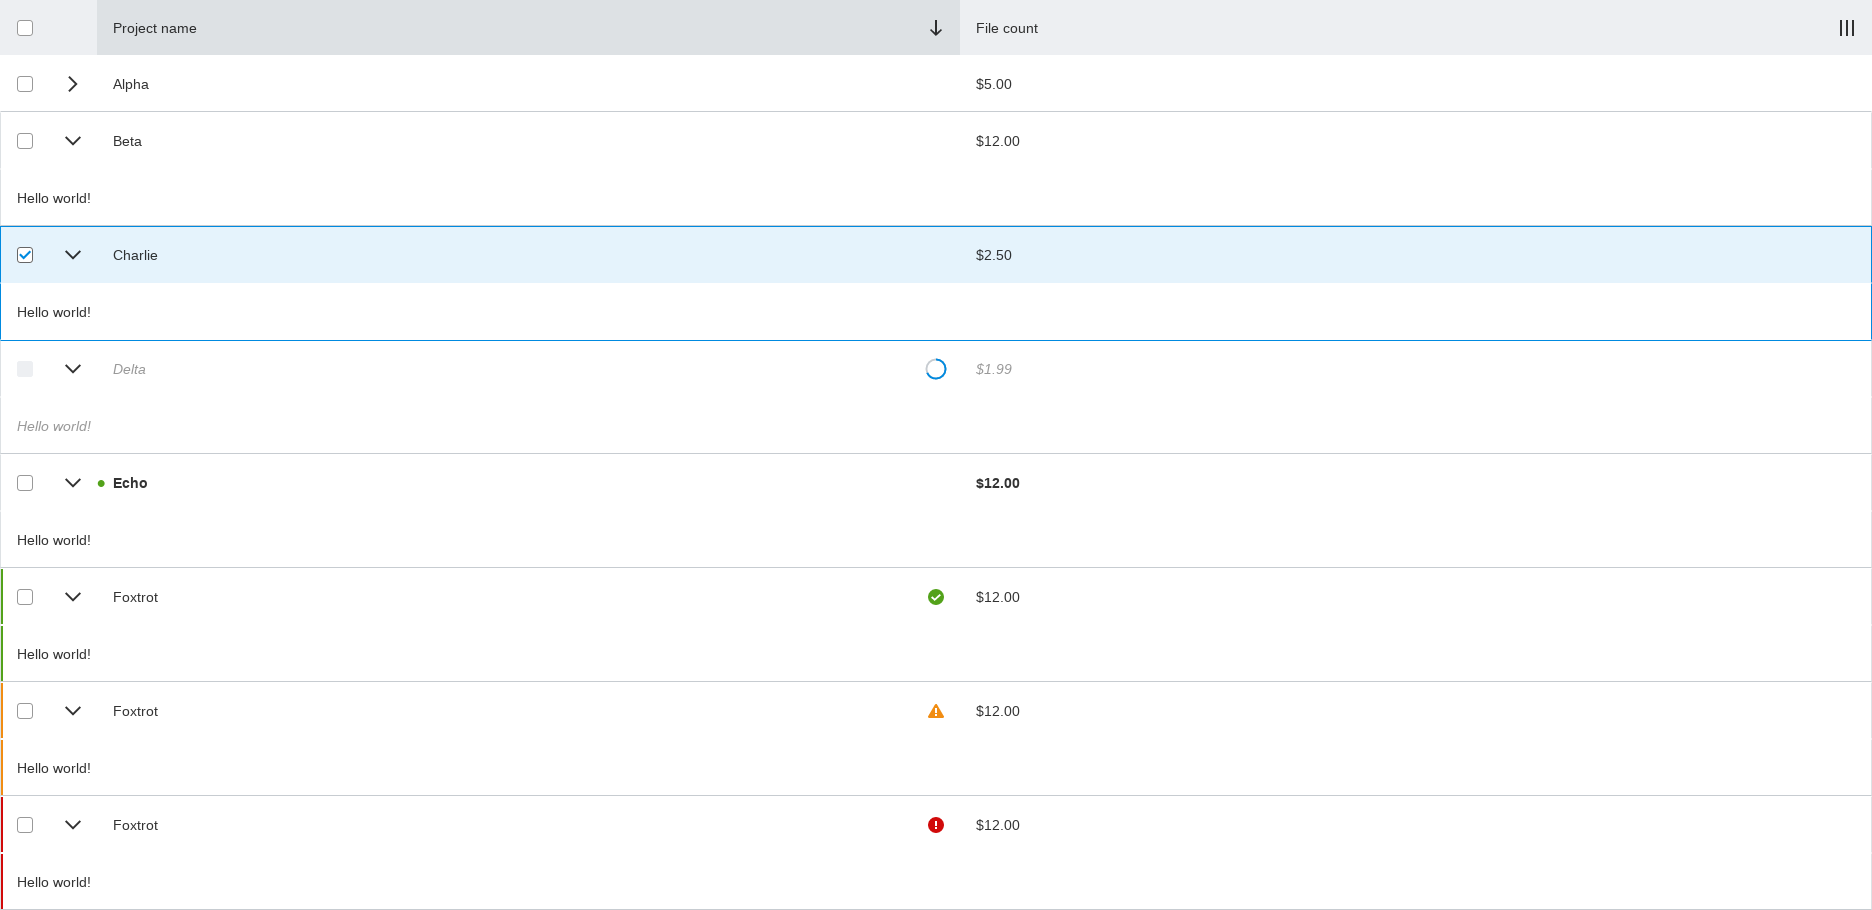 Project name File count
Alpha $5.00
Beta $12.00
Hello world!
Charlie $2.50
Hello world!
Delta $1.99
Hello world!
Echo $12.00
Hello world!
Foxtrot $12.00
Hello world!
Foxtrot $12.00
Hello world!
Foxtrot $12.00
Hello world!